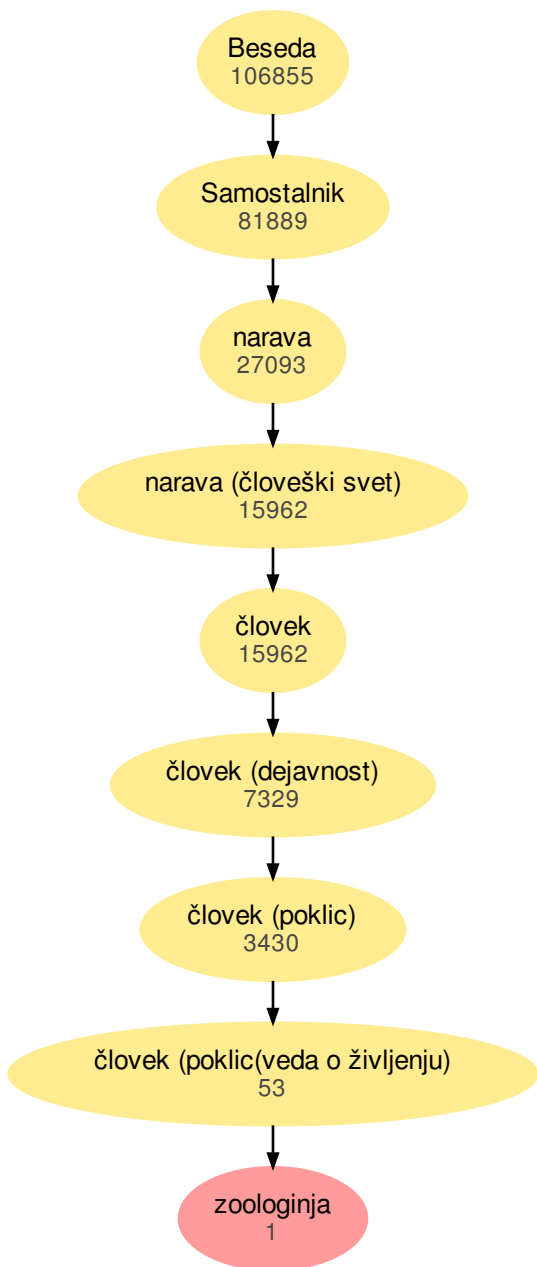 Beseda
106855
Samostalnik
81889
narava
27093
narava (človeški svet)
15962
človek
15962
človek (dejavnost)
7329
človek (poklic)
3430
človek (poklic(veda o življenju)
53
zoologinja
1